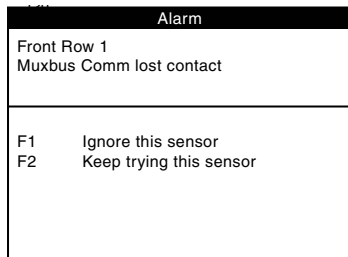 Alarm
Front Row 1
Muxbus Comm lost contact
F1 Ignore this sensor
F2 Keep trying this sensor